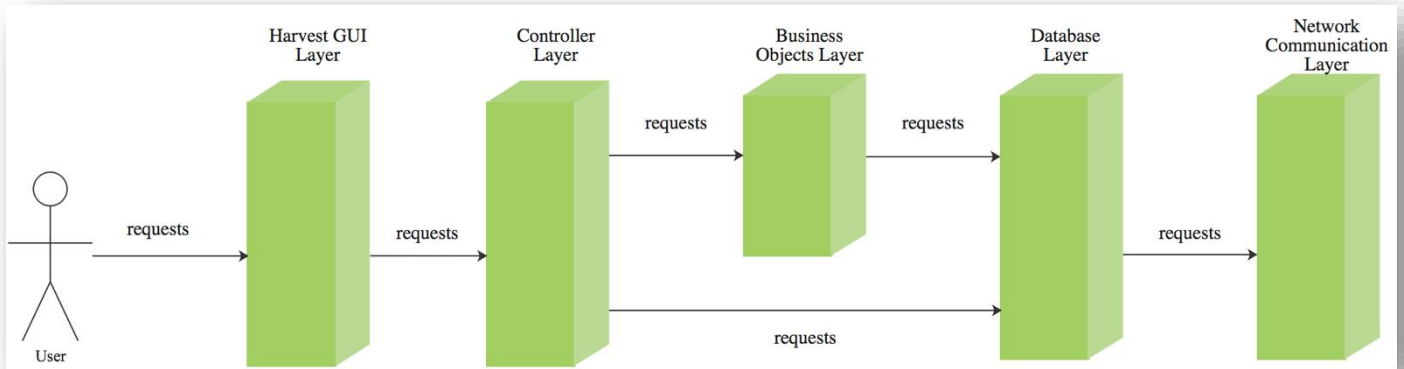 Harvest GUI
Layer
Controller
Layer
Business
Objects Layer
Database
Layer
Network
Communication
Layer
requests
requests
requests
requests
requests
requests
User